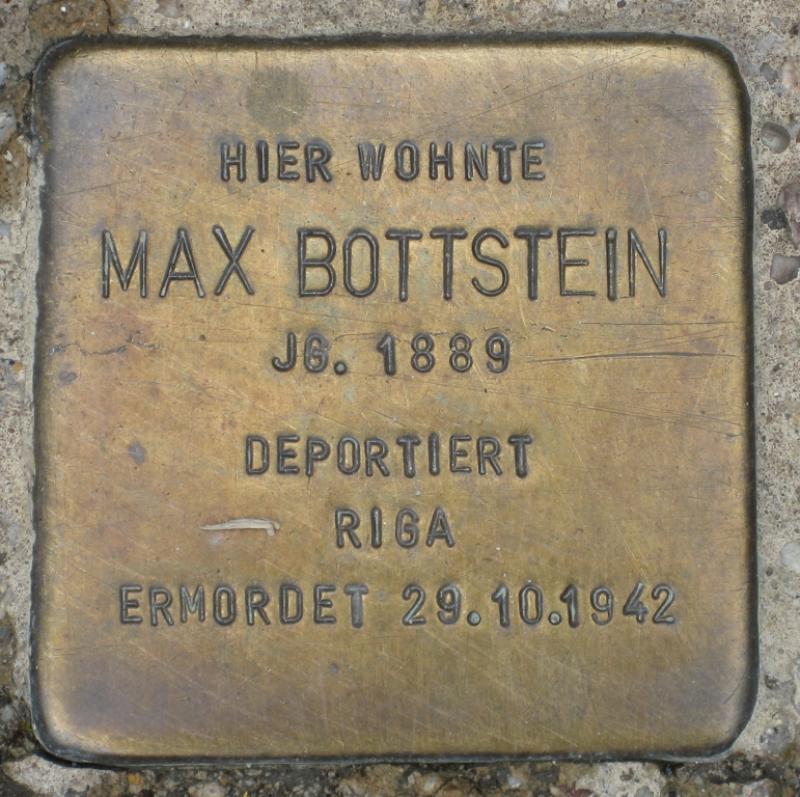 HIER WOHNTE
MAX BOTTSTEIN
JG. 1889
DEPORTIERT
RIGA
ERMORDET 29.10.1942